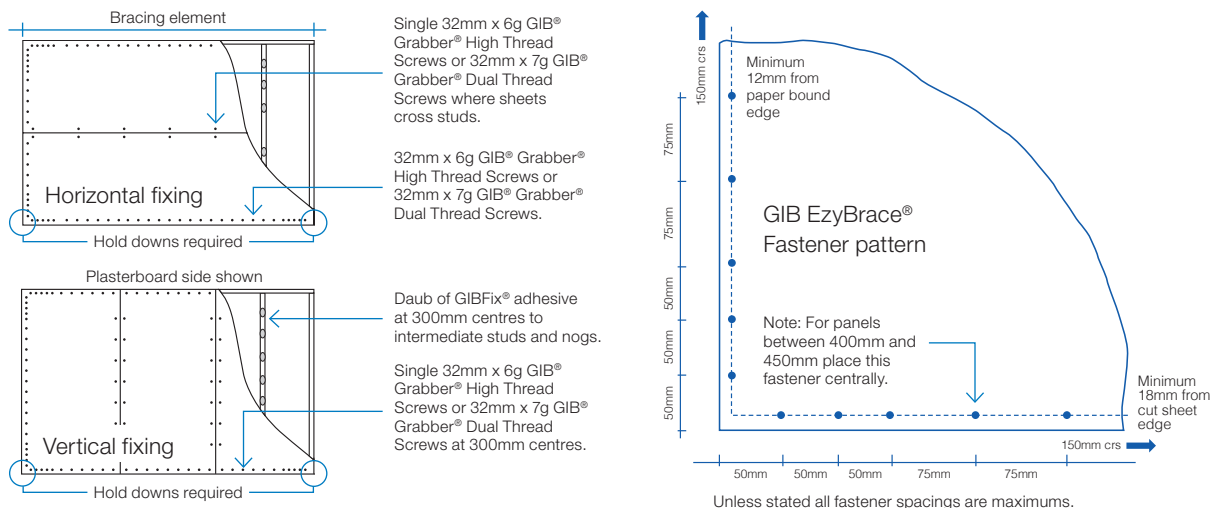 Bracing element
Single 32mm x 6g GIB®
Grabber® High Thread
Screws or 32mm x 7g GIB®
Grabber® Dual Thread
Screws where sheets
cross studs.
32mm x 6g GIB® Grabber®
High Thread Screws or
32mm x 7g GIB® Grabber®
Dual Thread Screws.
Horizontal fixing
Hold downs required
Plasterboard side shown
Daub of GIBFix® adhesive
at 300mm centres to
intermediate studs and nogs.
Single 32mm x 6g GIB®
Grabber® High Thread
Screws or 32mm x 7g GIB®
Grabber® Dual Thread
Screws at 300mm centres.
Vertical fixing
Hold downs required
150mm crs
Minimum
12mm from
paper bound
edge
75mm
75mm
50mm
50mm
50mm
GIB EzyBrace®
Fastener pattern
Note: For panels
between 400mm and
450mm place this
fastener centrally.
Minimum
18mm from
cut sheet
edge
150mm crs
50mm
50mm
50mm
75mm
75mm
Unless stated all fastener spacings are maximums.